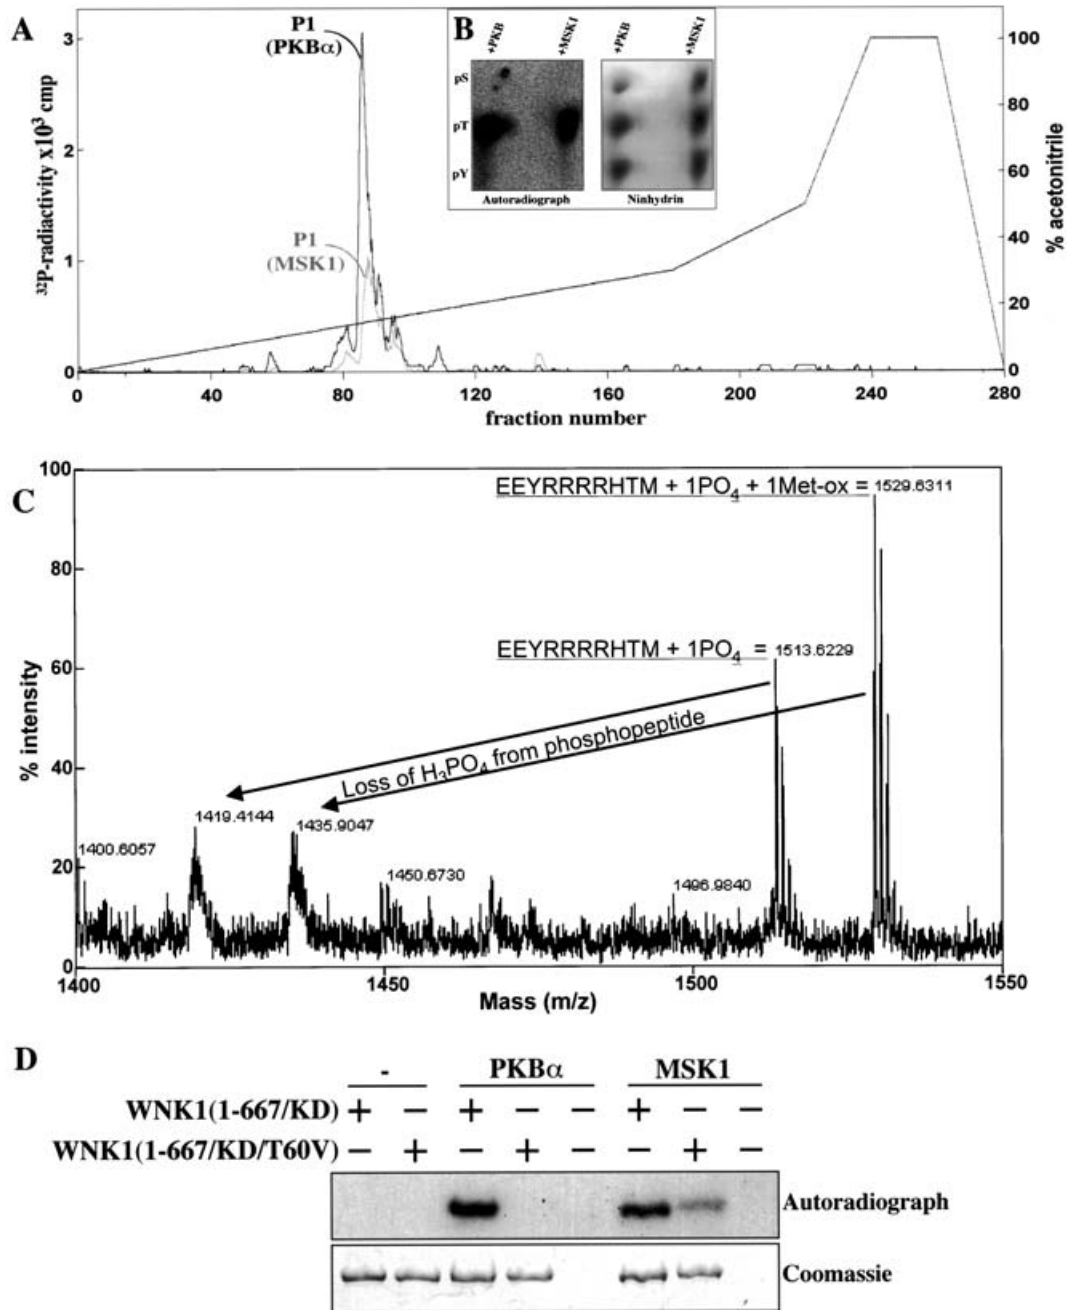 A
P1
(PKBα)
B
+PKB
+MSK1
+PKB
+MSK1
pS
pT
pY
Autoradiograph
Ninhydrin
P1
(MSK1)
³²P-radiactivity x10³ cmp
3
2
1
0
% acetonitrile
100
80
60
40
20
0
0
40
80
120
160
200
240
280
fraction number
C
% intensity
100
80
60
40
20
0
EEYRRRRHTM + 1PO₄ + 1Met-ox = 1529.6311
EEYRRRRHTM + 1PO₄ = 1513.6229
Loss of H₃PO₄ from phosphopeptide
1400.6057
1419.4144
1435.9047
1450.6730
1496.9840
1400
1450
1500
1550
Mass (m/z)
D
- PKBα MSK1
WNK1(1-667/KD) + − + − − + − −
WNK1(1-667/KD/T60V) − + − + − − + −
Autoradiograph
Coomassie